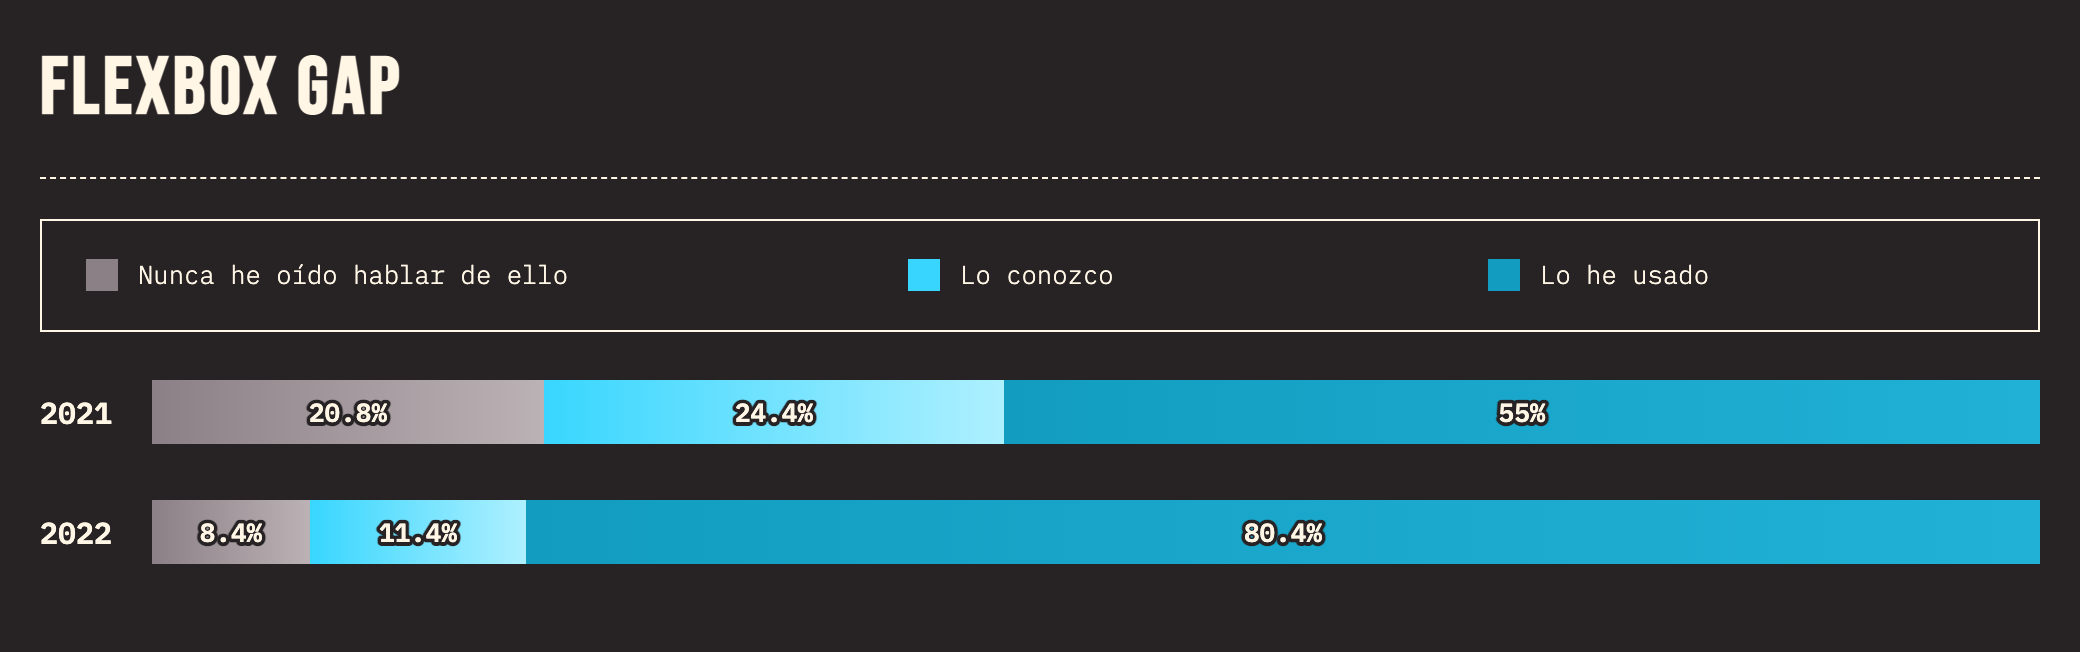 FLEXBOX GAP
Nunca he oído hablar de ello Lo conozco Lo he usado
2021 20.8% 24.4% 55%
2022 8.4% 11.4% 80.4%